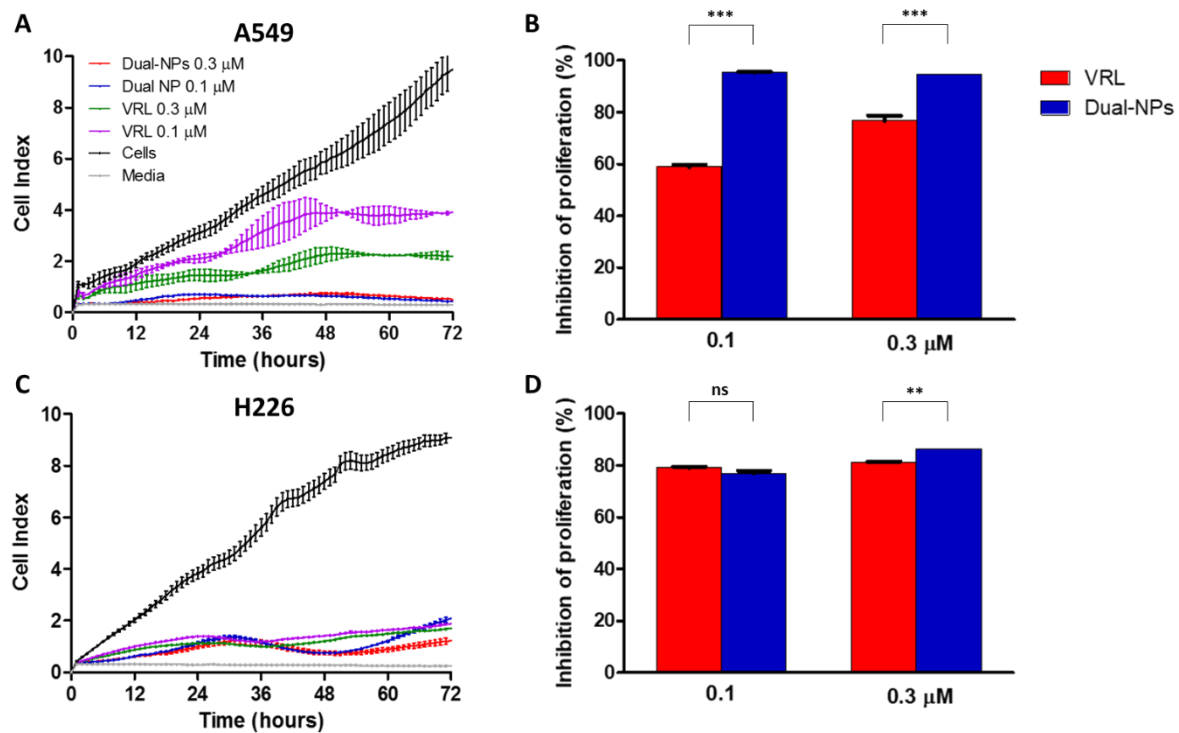 A
A549
10
8
6
4
2
0
Cell Index
Dual-NPs 0.3 µM
Dual NP 0.1 µM
VRL 0.3 µM
VRL 0.1 µM
Cells
Media
0 12 24 36 48 60 72
Time (hours)
B
*** ***
100
80
60
40
20
0
Inhibtion of proliferation (%)
0.1 0.3 µM
VRL
Dual-NPs
C
H226
10
8
6
4
2
0
Cell Index
0 12 24 36 48 60 72
Time (hours)
D
ns **
100
80
60
40
20
0
Inhibtion of proliferation (%)
0.1 0.3 µM